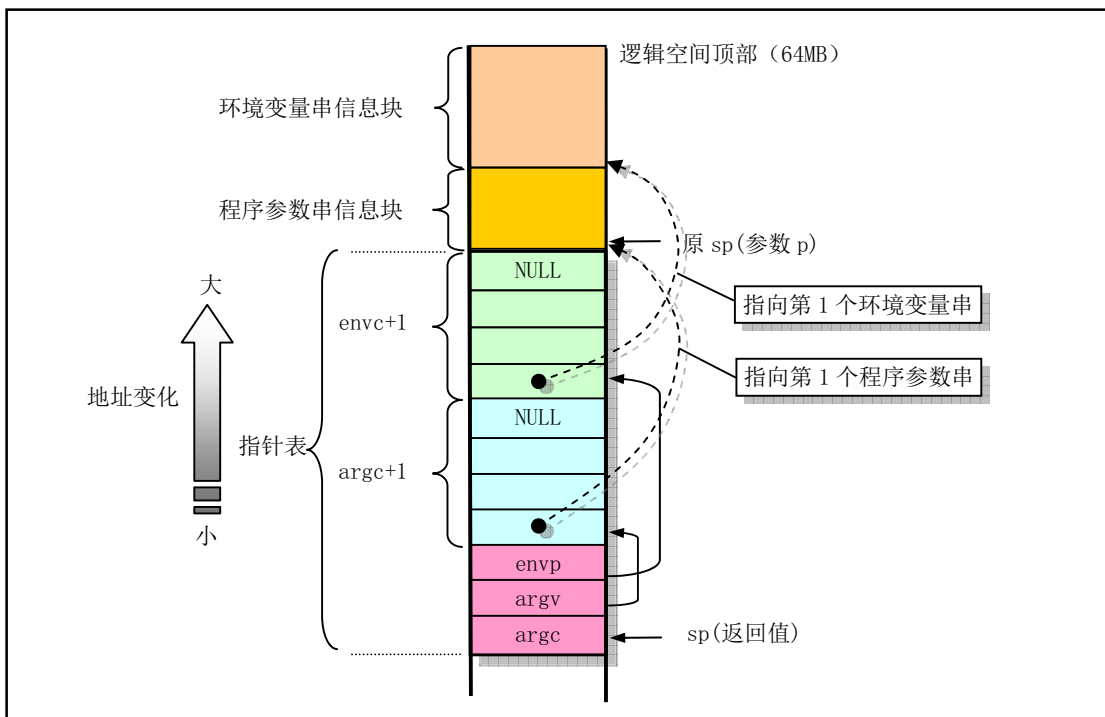 逻辑空间顶部（64MB）
环境变量串信息块
程序参数串信息块
原 sp(参数 p)
NULL
大
指向第 1 个环境变量串
envc+1
指向第 1 个程序参数串
地址变化
NULL
指针表
argc+1
小
envp
argv
argc
sp(返回值)